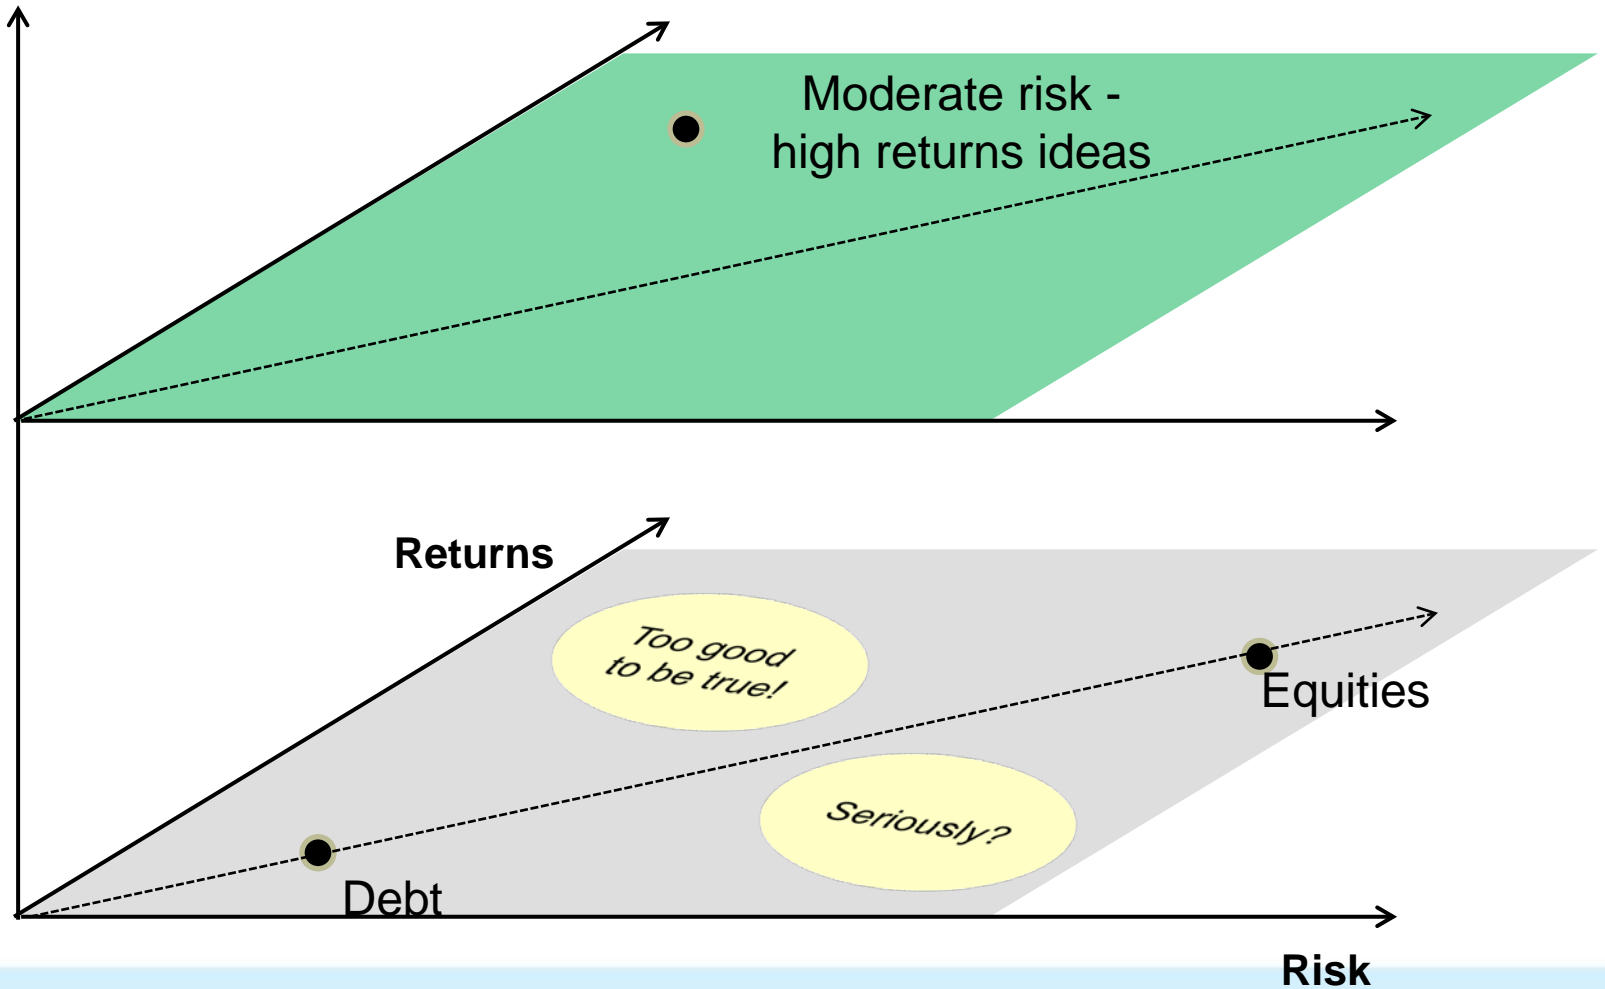 Moderate risk -
high returns ideas
Returns
Too good
to be true!
Equities
Seriously?
Debt
Risk